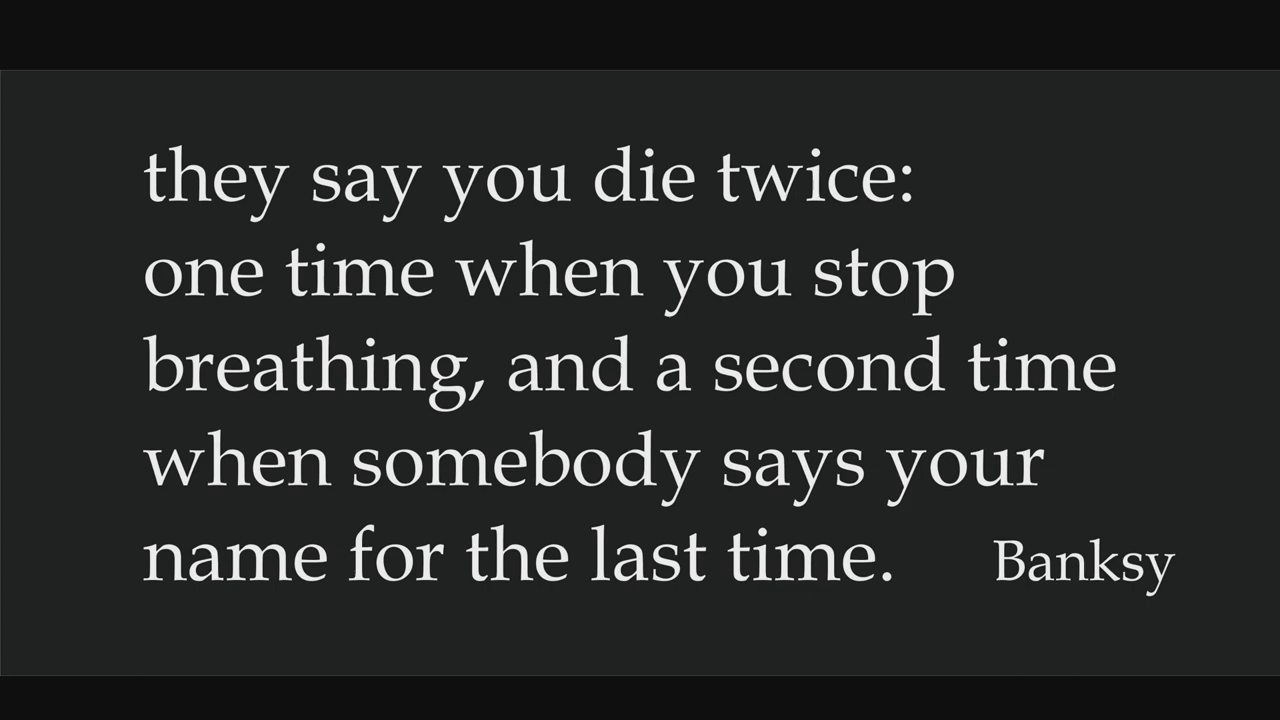 they say you die twice:
one time when you stop
breathing, and a second time
when somebody says your
name for the last time. Banksy